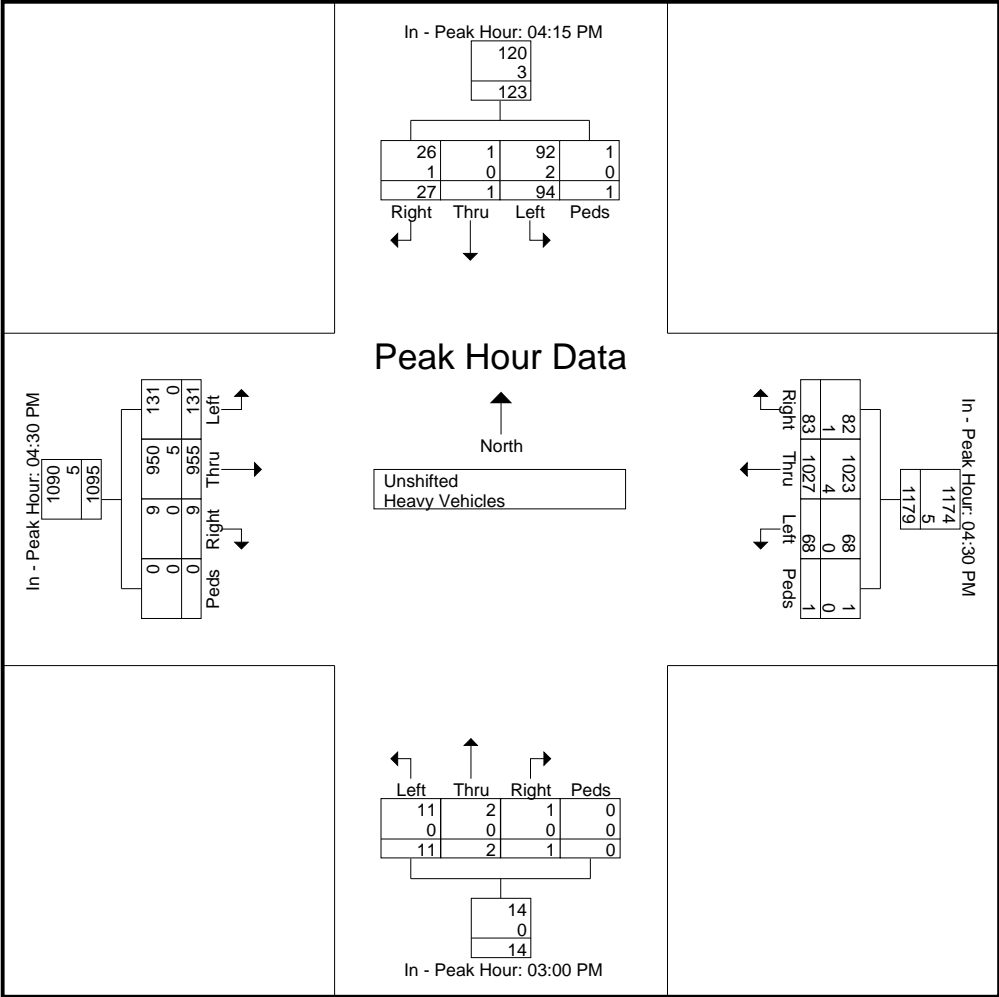 In - Peak Hour: 04:15 PM
120
3
123
26 1 92 1
1 0 2 0
27 1 94 1
Right Thru Left Peds
Peak Hour Data
North
Unshifted
Heavy Vehicles
In - Peak Hour: 04:30 PM
1090
5
1095
131 0 131 Left
950 5 955 Thru
9 0 9 Right
0 0 0 Peds
Right 83 1 82
Thru 1027 4 1023
Left 68 0 68
Peds 1 0 1
1174
5
1179
In - Peak Hour: 04:30 PM
Left Thru Right Peds
11 2 1 0
0 0 0 0
11 2 1 0
14
0
14
In - Peak Hour: 03:00 PM